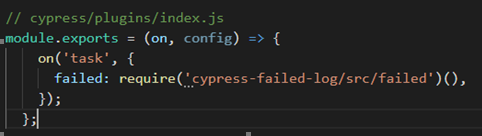 // cypress/plugins/index.js
module.exports = (on, config) => {
on('task', {
failed: require('cypress-failed-log/src/failed')(),
});
};